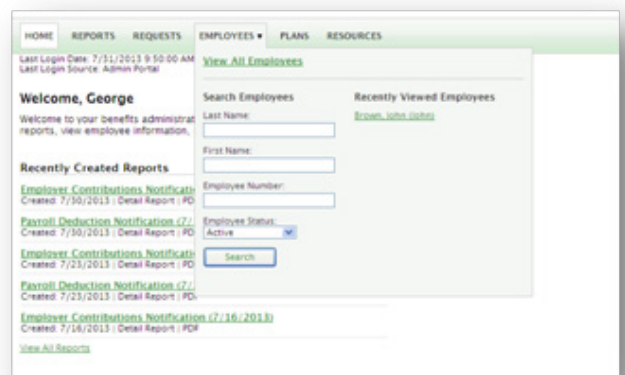 HOME REPORTS REQUESTS EMPLOYEES ▾ PLANS RESOURCES
Last Login Date: 7/31/2013 9:50:00 AM
Last Login Source: Admin Portal
Welcome, George
Welcome to your benefits administrat
reports, view employee information,
Recently Created Reports
Employer Contributions Notificati
Created: 7/30/2013 | Detail Report | PD
Payroll Deduction Notification (7/
Created: 7/30/2013 | Detail Report | PD
Employer Contributions Notificati
Created: 7/23/2013 | Detail Report | PD
Payroll Deduction Notification (7/
Created: 7/23/2013 | Detail Report | PDF
Employer Contributions Notification (7/16/2013)
Created: 7/16/2013 | Detail Report | PDF
View All Reports
View All Employees
Search Employees
Last Name:
First Name:
Employee Number:
Employee Status:
Active
Search
Recently Viewed Employees
Brown, John (John)